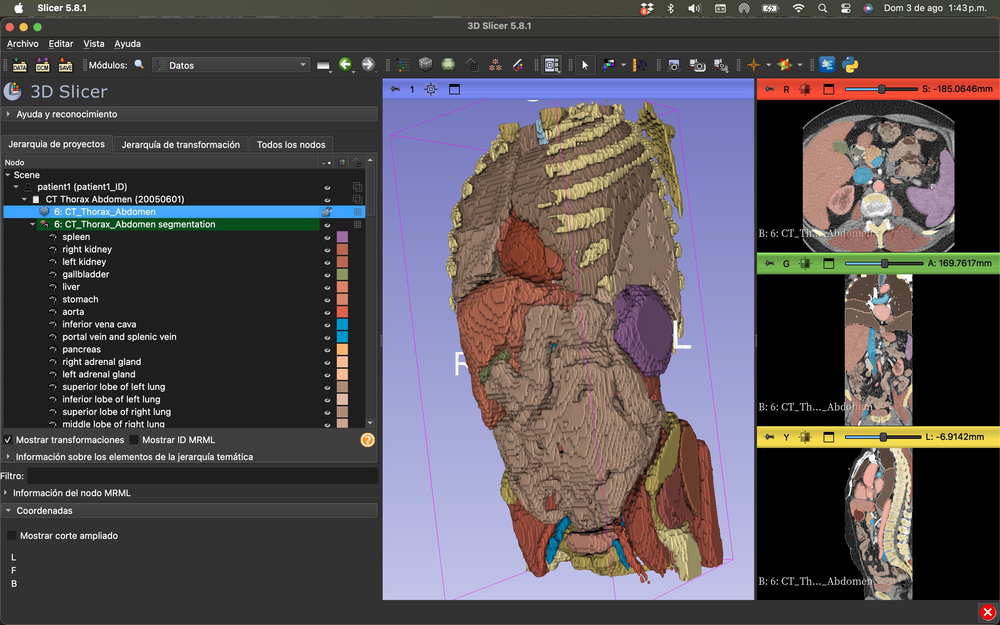 Slicer 5.8.1
6
Dom 3 de ago 1:43 p.m.
3D Slicer 5.8.1
Archivo Editar Vista Ayuda
DATA DCM SAVE Módulos: Datos
3D Slicer
Ayuda y reconocimiento
Jerarquia de proyectos Jerarquía de transformación Todos los nodos
Nodo
Scene
patient1 (patient1_ID)
CT Thorax Abdomen (20050601)
6: CT_Thorax_Abdomen
6: CT_Thorax_Abdomen segmentation
spleen
right kidney
left kidney
gallbladder
liver
stomach
aorta
inferior vena cava
portal vein and splenic vein
pancreas
right adrenal gland
left adrenal gland
superior lobe of left lung
inferior lobe of left lung
superior lobe of right lung
middle lobe of right lung
Mostrar transformaciones Mostrar ID MRML
?
Información sobre los elementos de la jerarquía temática
Filtro:
Información del nodo MRML
Coordenadas
Mostrar corte ampliado
L
F
B
1
R
L
R S: -185.0646mm
B: 6: CT_Th..._Abdomen
G A: 169.7617mm
B: 6: CT_Th..._Abdomen
Y L: -6.9142mm
B: 6: CT_Th..._Abdomen